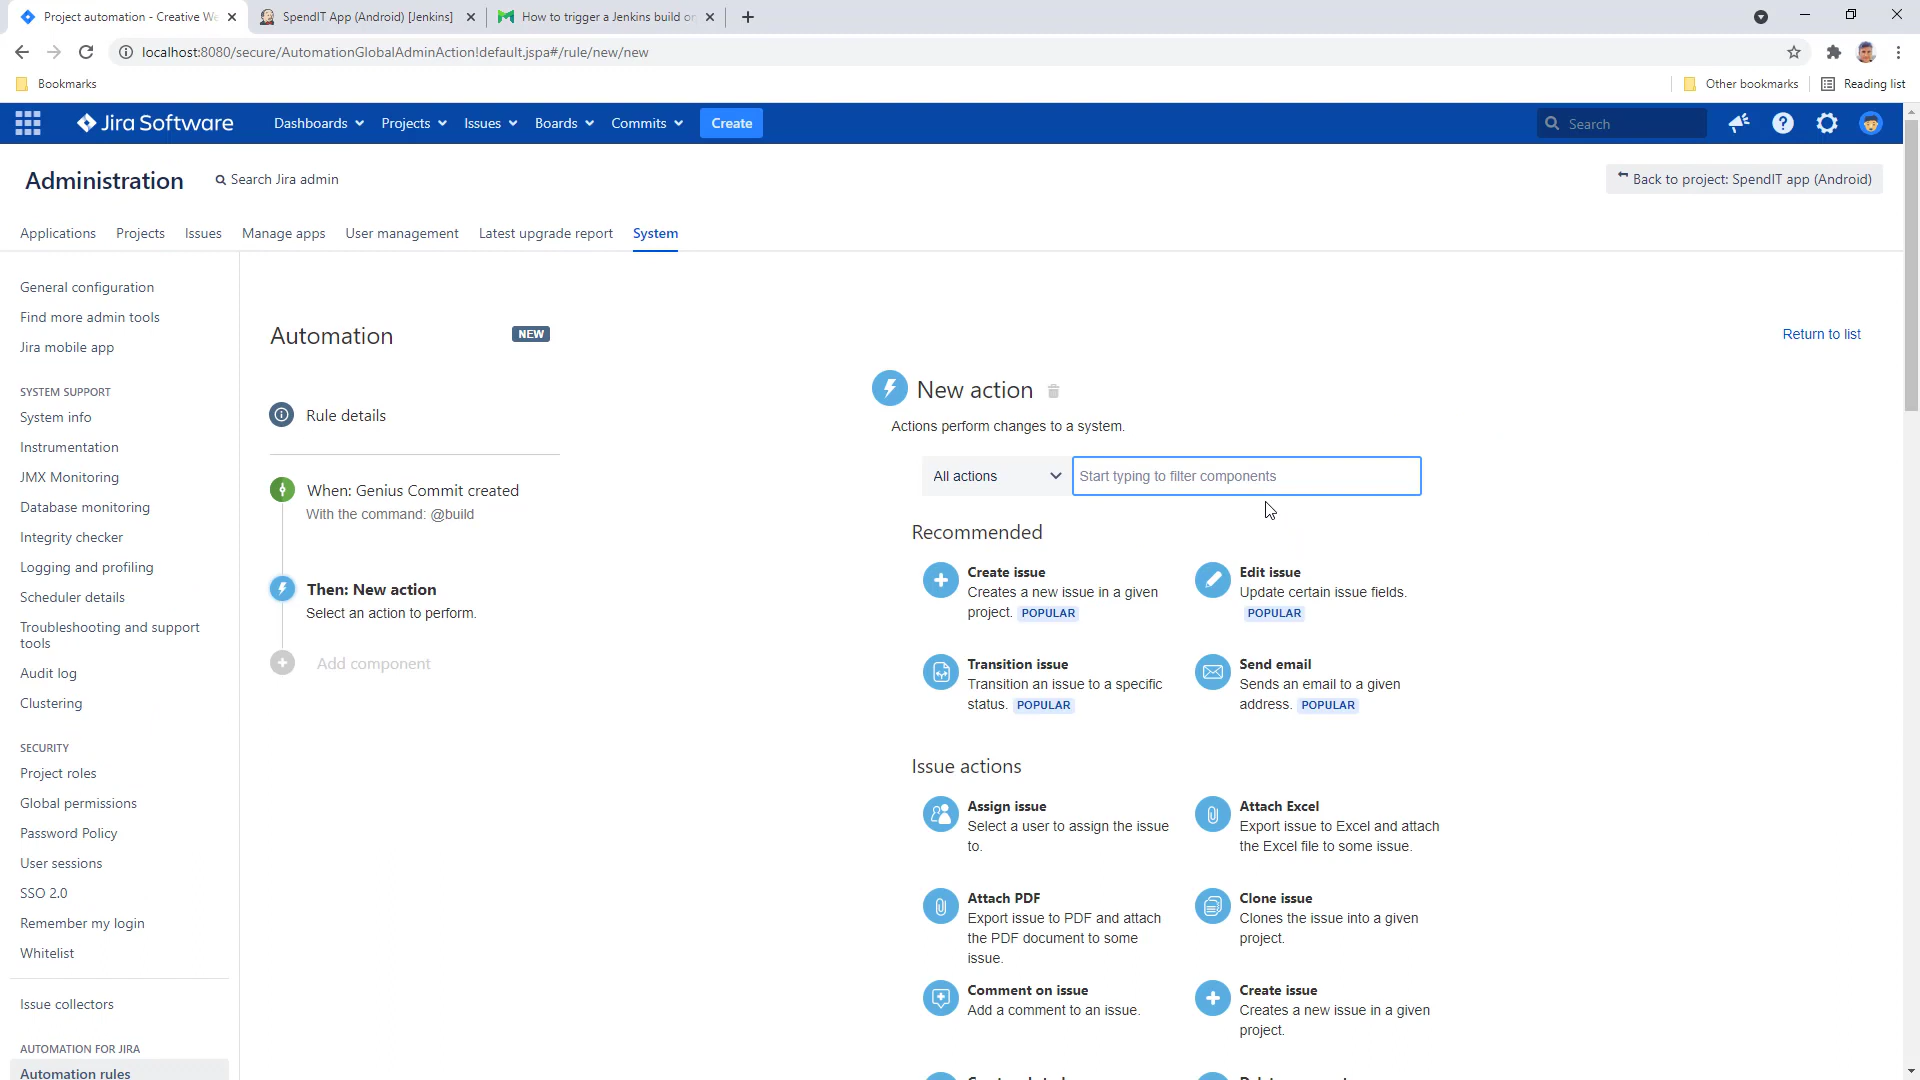 Project automation - Creative We
SpendIT App (Android) [Jenkins]
How to trigger a Jenkins build on
localhost:8080/secure/AutomationGlobalAdminAction!default.jspa#/rule/new/new
Bookmarks
Other bookmarks
Reading list
Jira Software
Dashboards
Projects
Issues
Boards
Commits
Create
Search
Administration
Search Jira admin
Back to project: SpendIT app (Android)
Applications
Projects
Issues
Manage apps
User management
Latest upgrade report
System
General configuration
Find more admin tools
Jira mobile app
SYSTEM SUPPORT
System info
Instrumentation
JMX Monitoring
Database monitoring
Integrity checker
Logging and profiling
Scheduler details
Troubleshooting and support
tools
Audit log
Clustering
SECURITY
Project roles
Global permissions
Password Policy
User sessions
SSO 2.0
Remember my login
Whitelist
Issue collectors
AUTOMATION FOR JIRA
Automation rules
Automation
NEW
Return to list
Rule details
When: Genius Commit created
With the command: @build
Then: New action
Select an action to perform.
Add component
New action
Actions perform changes to a system.
All actions
Start typing to filter components
Recommended
Create issue
Creates a new issue in a given
project. POPULAR
Edit issue
Update certain issue fields.
POPULAR
Transition issue
Transition an issue to a specific
status. POPULAR
Send email
Sends an email to a given
address. POPULAR
Issue actions
Assign issue
Select a user to assign the issue
to.
Attach Excel
Export issue to Excel and attach
the Excel file to some issue.
Attach PDF
Export issue to PDF and attach
the PDF document to some
issue.
Clone issue
Clones the issue into a given
project.
Comment on issue
Add a comment to an issue.
Create issue
Creates a new issue in a given
project.